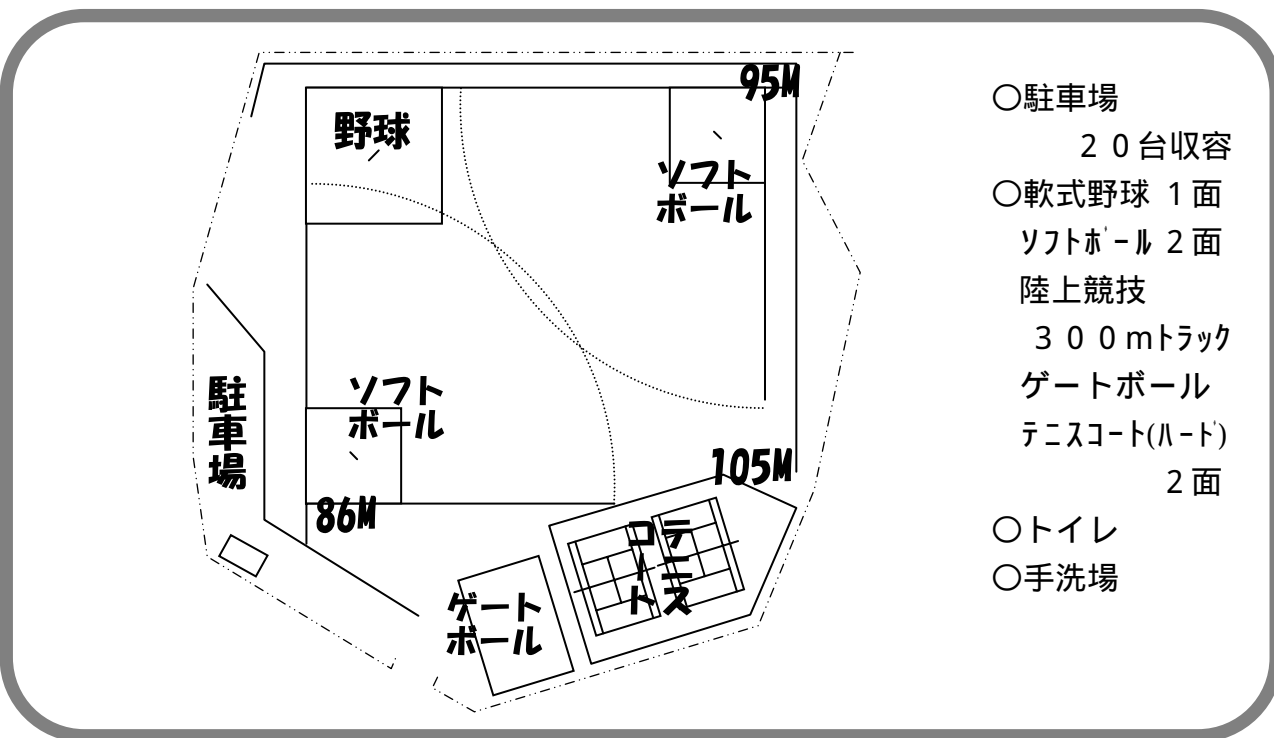 95M
野球
ソフト
ボール
ソフト
ボール
駐車場
105M
86M
テニス
コート
ゲート
ボール
○駐車場
２０台収容
○軟式野球 1面
ｿﾌﾄﾎﾞｰﾙ 2面
陸上競技
３００mﾄﾗｯｸ
ゲートボール
ﾃﾆｽｺｰﾄ(ﾊｰﾄﾞ)
2面
○トイレ
○手洗場